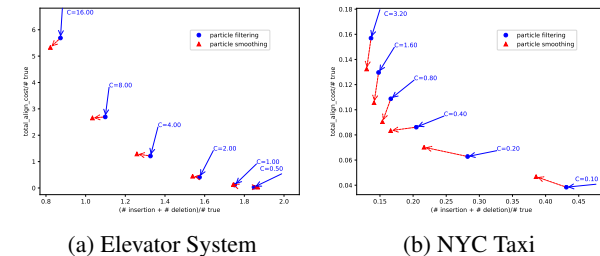 C=16.00
particle filtering
particle smoothing
C=8.00
C=4.00
C=2.00
C=1.00
C=0.50
6
5
4
3
2
1
0
total_align_cost/# true
0.8 1.0 1.2 1.4 1.6 1.8 2.0
(# insertion + # deletion)/# true
(a) Elevator System
C=3.20
particle filtering
particle smoothing
C=1.60
C=0.80
C=0.40
C=0.20
C=0.10
0.18
0.16
0.14
0.12
0.10
0.08
0.06
0.04
total_align_cost/# true
0.15 0.20 0.25 0.30 0.35 0.40 0.45
(# insertion + # deletion)/# true
(b) NYC Taxi